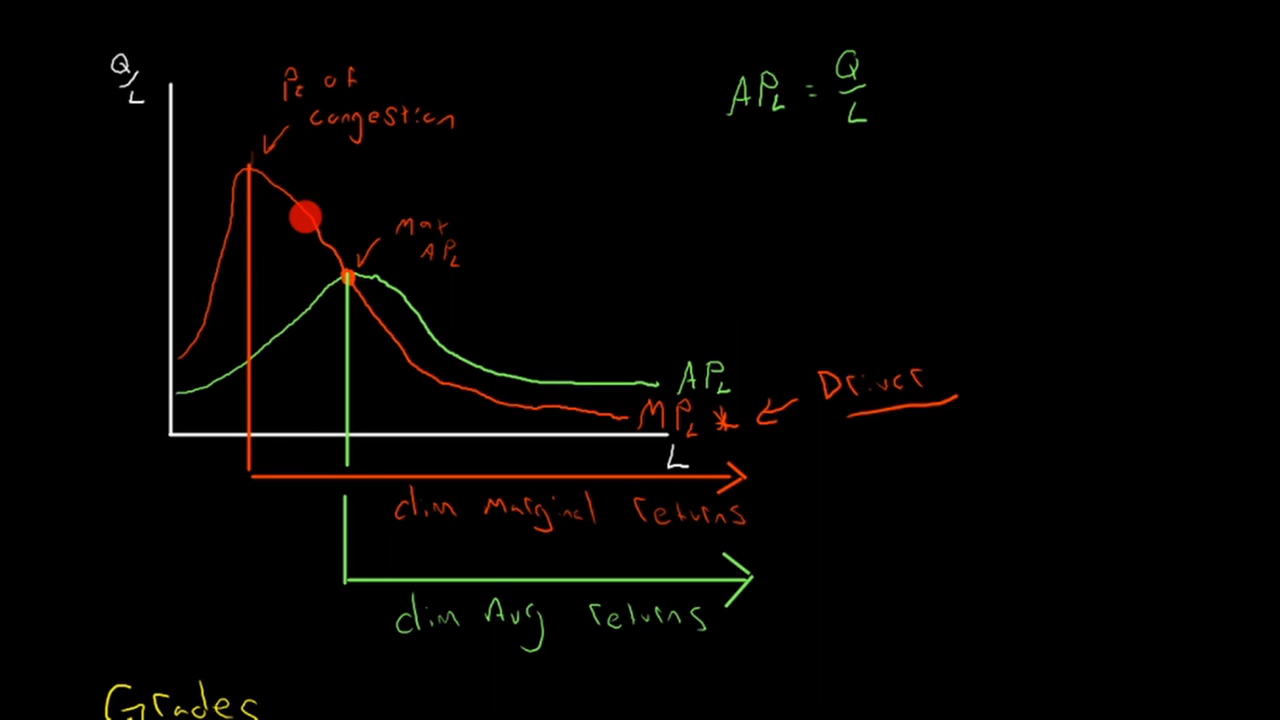 Q/L
Pt of
congestion
APL = Q/L
Max
APL
APL
MPL * ← Driver
L
dim Marginal returns
dim Avg returns
Grades